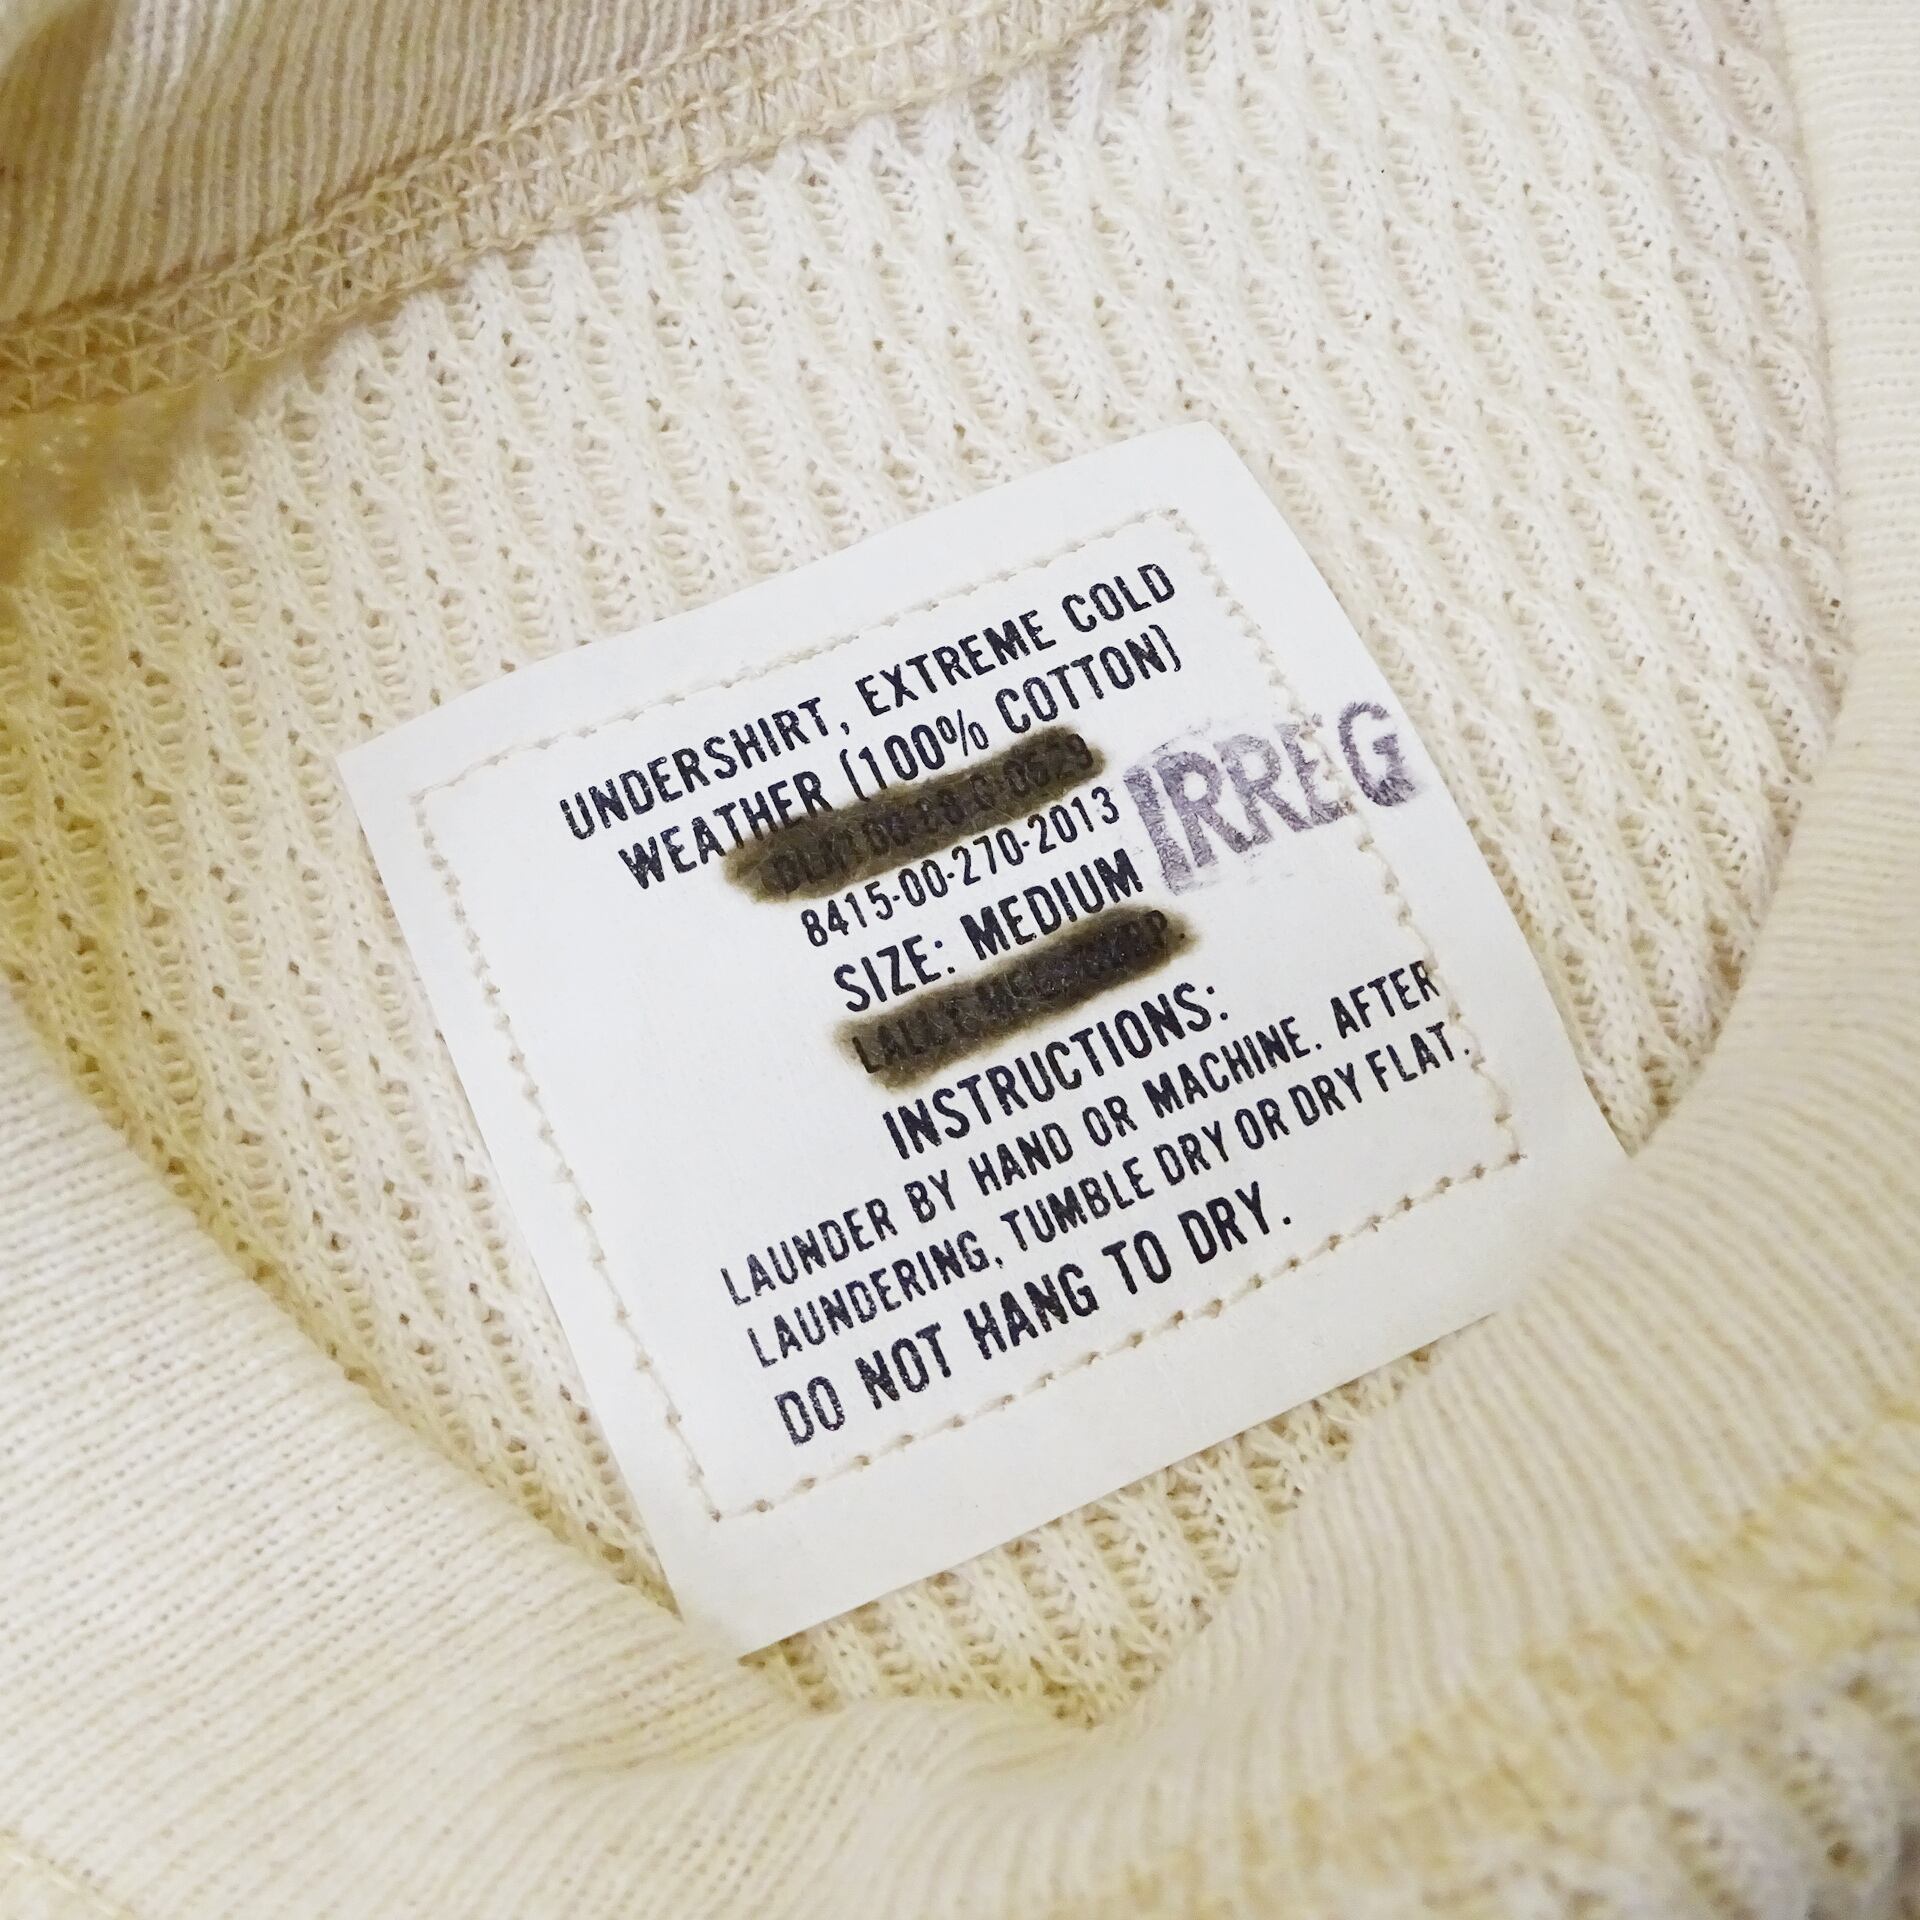 UNDERSHIRT, EXTREME COLD
WEATHER (100% COTTON)
8415-00-270-2013
IRREG
SIZE: MEDIUM
INSTRUCTIONS:
LAUNDER BY HAND OR MACHINE. AFTER
LAUNDERING, TUMBLE DRY OR DRY FLAT.
DO NOT HANG TO DRY.